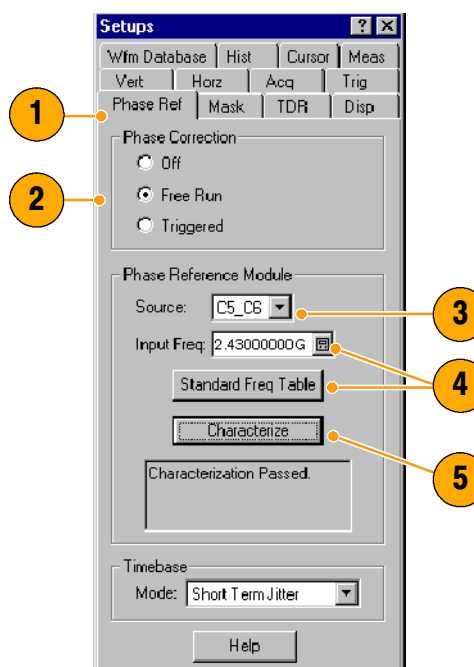 Setups
Wfm Database Hist Cursor Meas
Vert Horz Acq Trig
Phase Ref Mask TDR Disp
1
Phase Correction
Off
2
Free Run
Triggered
Phase Reference Module
Source: C5_C6
3
Input Freq: 2.43000000G
4
Standard Freq Table
Characterize
5
Characterization Passed.
Timebase
Mode: Short Term Jitter
Help